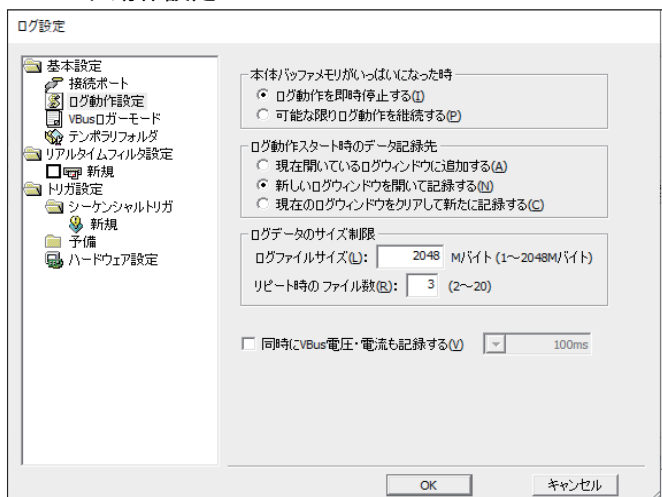 ログ設定
基本設定
接続ポート
ログ動作設定
VBusロガーモード
テンポラリフォルダ
リアルタイムフィルタ設定
新規
トリガ設定
シーケンシャルトリガ
新規
予備
ハードウェア設定
本体バッファメモリがいっぱいになった時
ログ動作を即時停止する(I)
可能な限りログ動作を継続する(P)
ログ動作スタート時のデータ記録先
現在開いているログウィンドウに追加する(A)
新しいログウィンドウを開いて記録する(N)
現在のログウィンドウをクリアして新たに記録する(C)
ログデータのサイズ制限
ログファイルサイズ(L): 2048 Mバイト (1～2048Mバイト)
リピート時の ファイル数(R): 3 (2～20)
同時にVBus電圧・電流も記録する(V) 100ms
OK キャンセル